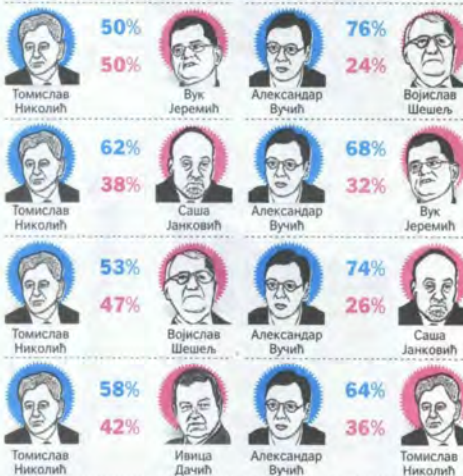 50%
50%
Томислав
Николић
Вук
Јеремић
76%
24%
Александар
Вучић
Војислав
Шешељ
62%
38%
Томислав
Николић
Саша
Јанковић
68%
32%
Александар
Вучић
Вук
Јеремић
53%
47%
Томислав
Николић
Војислав
Шешељ
74%
26%
Александар
Вучић
Саша
Јанковић
58%
42%
Томислав
Николић
Ивица
Дачић
64%
36%
Александар
Вучић
Томислав
Николић